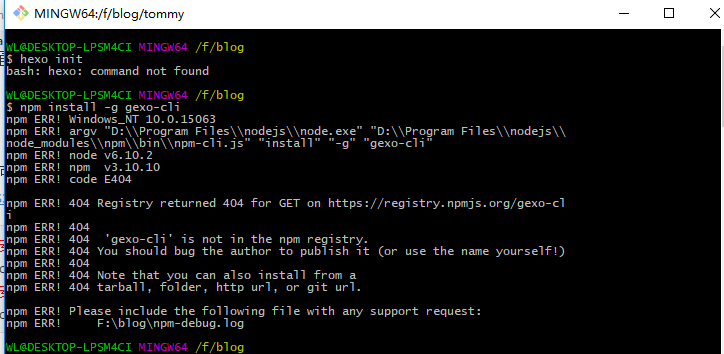 MINGW64:/f/blog/tommy
WL@DESKTOP-LPSM4CI MINGW64 /f/blog
$ hexo init
bash: hexo: command not found
WL@DESKTOP-LPSM4CI MINGW64 /f/blog
$ npm install -g gexo-cli
npm ERR! Windows_NT 10.0.15063
npm ERR! argv "D:\\Program Files\\nodejs\\node.exe" "D:\\Program Files\\nodejs\\
node_modules\\npm\\bin\\npm-cli.js" "install" "-g" "gexo-cli"
npm ERR! node v6.10.2
npm ERR! npm  v3.10.10
npm ERR! code E404
npm ERR! 404 Registry returned 404 for GET on https://registry.npmjs.org/gexo-cl
i
npm ERR! 404
npm ERR! 404  'gexo-cli' is not in the npm registry.
npm ERR! 404 You should bug the author to publish it (or use the name yourself!)
npm ERR! 404
npm ERR! 404 Note that you can also install from a
npm ERR! 404 tarball, folder, http url, or git url.
npm ERR! Please include the following file with any support request:
npm ERR!     F:\blog\npm-debug.log
WL@DESKTOP-LPSM4CI MINGW64 /f/blog